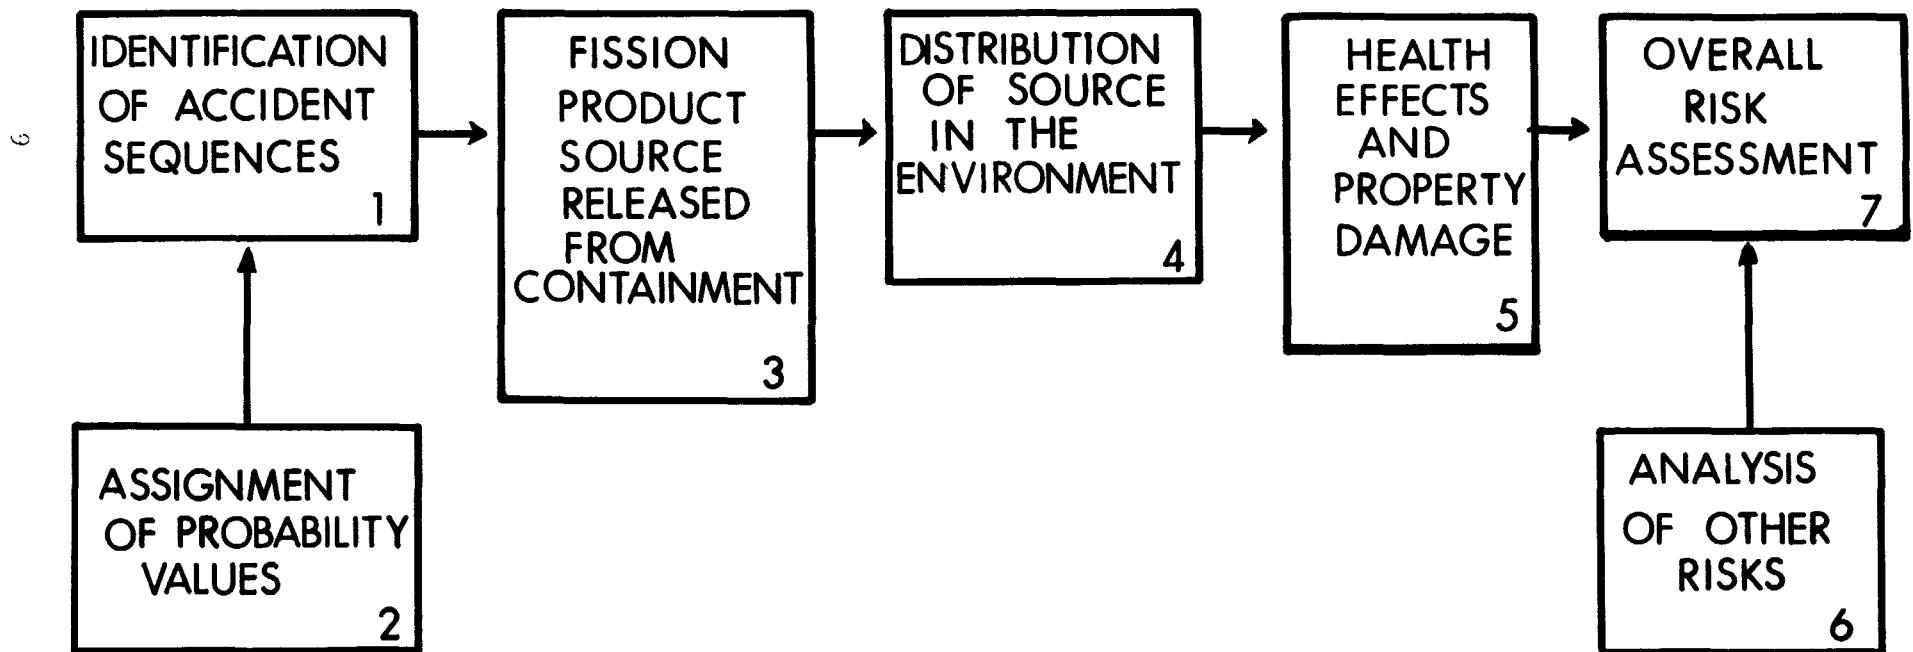 IDENTIFICATION
OF ACCIDENT
SEQUENCES
1
FISSION
PRODUCT
SOURCE
RELEASED
FROM
CONTAINMENT
3
DISTRIBUTION
OF SOURCE
IN THE
ENVIRONMENT
4
HEALTH
EFFECTS
AND
PROPERTY
DAMAGE
5
OVERALL
RISK
ASSESSMENT
7
ASSIGNMENT
OF PROBABILITY
VALUES
2
ANALYSIS
OF OTHER
RISKS
6